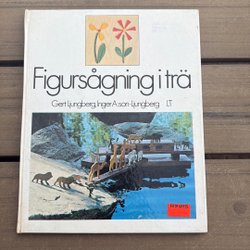 Figursågning i trä
Gert Ljungberg, Inger A:son-Ljungberg LT